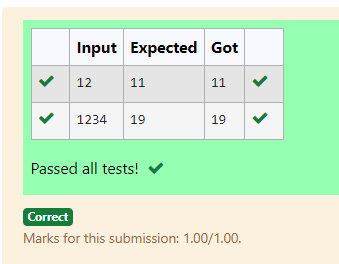 Input Expected Got
12 11 11
1234 19 19
Passed all tests!
Correct
Marks for this submission: 1.00/1.00.